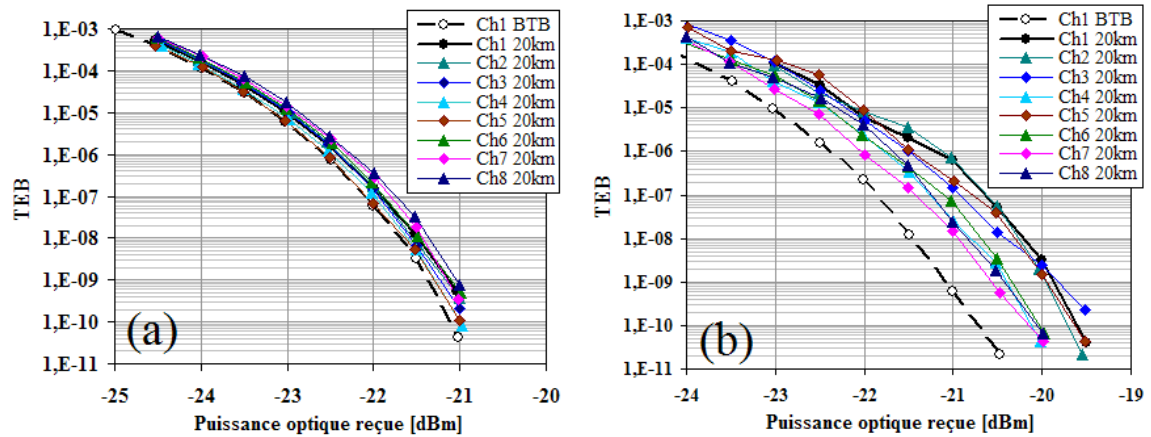 1,E-03
1,E-04
1,E-05
1,E-06
1,E-07
1,E-08
1,E-09
1,E-10
1,E-11
TEB
-25 -24 -23 -22 -21 -20
Puissance optique reçue [dBm]
(a)
Ch1 BTB
Ch1 20km
Ch2 20km
Ch3 20km
Ch4 20km
Ch5 20km
Ch6 20km
Ch7 20km
Ch8 20km
1,E-03
1,E-04
1,E-05
1,E-06
1,E-07
1,E-08
1,E-09
1,E-10
1,E-11
TEB
-24 -23 -22 -21 -20 -19
Puissance optique reçue [dBm]
(b)
Ch1 BTB
Ch1 20km
Ch2 20km
Ch3 20km
Ch4 20km
Ch5 20km
Ch6 20km
Ch7 20km
Ch8 20km